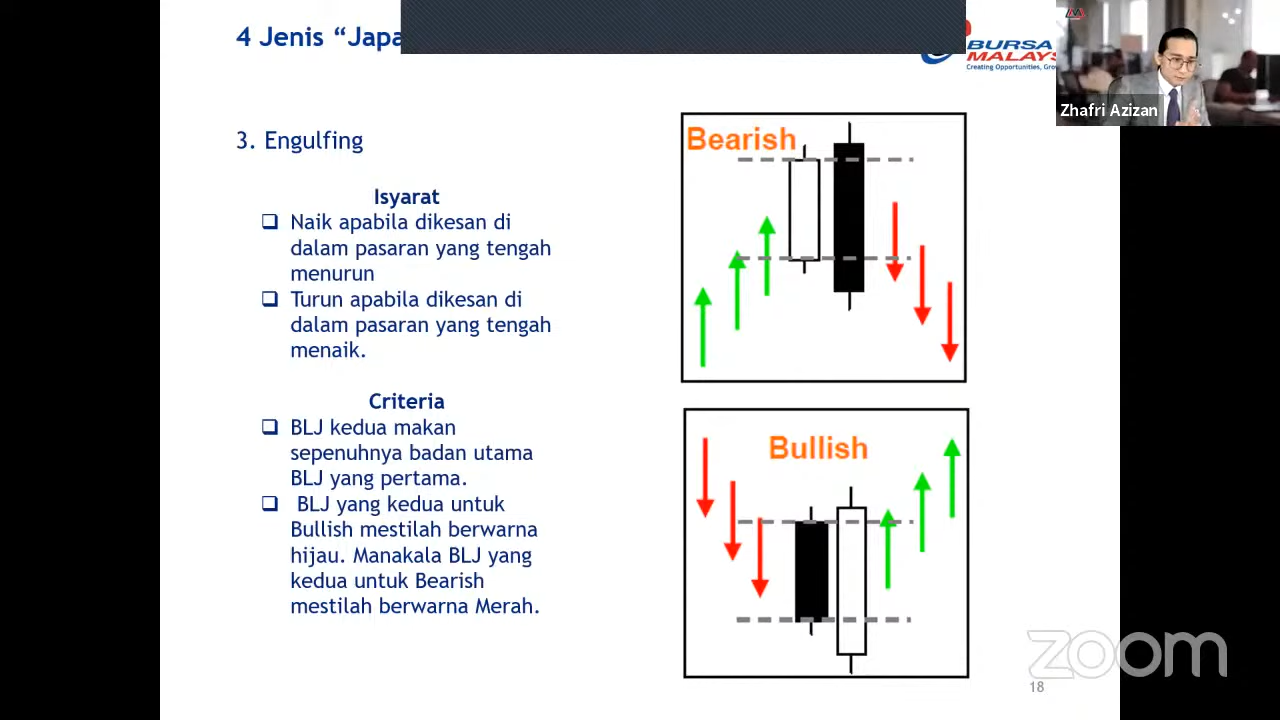 4 Jenis “Japa
BURSA
MALAYS
Creating Opportunities, Grow
Zhafri Azizan
3. Engulfing
Isyarat
Naik apabila dikesan di
dalam pasaran yang tengah
menurun
Turun apabila dikesan di
dalam pasaran yang tengah
menaik.
Criteria
BLJ kedua makan
sepenuhnya badan utama
BLJ yang pertama.
BLJ yang kedua untuk
Bullish mestilah berwarna
hijau. Manakala BLJ yang
kedua untuk Bearish
mestilah berwarna Merah.
Bearish
Bullish
zoom
18